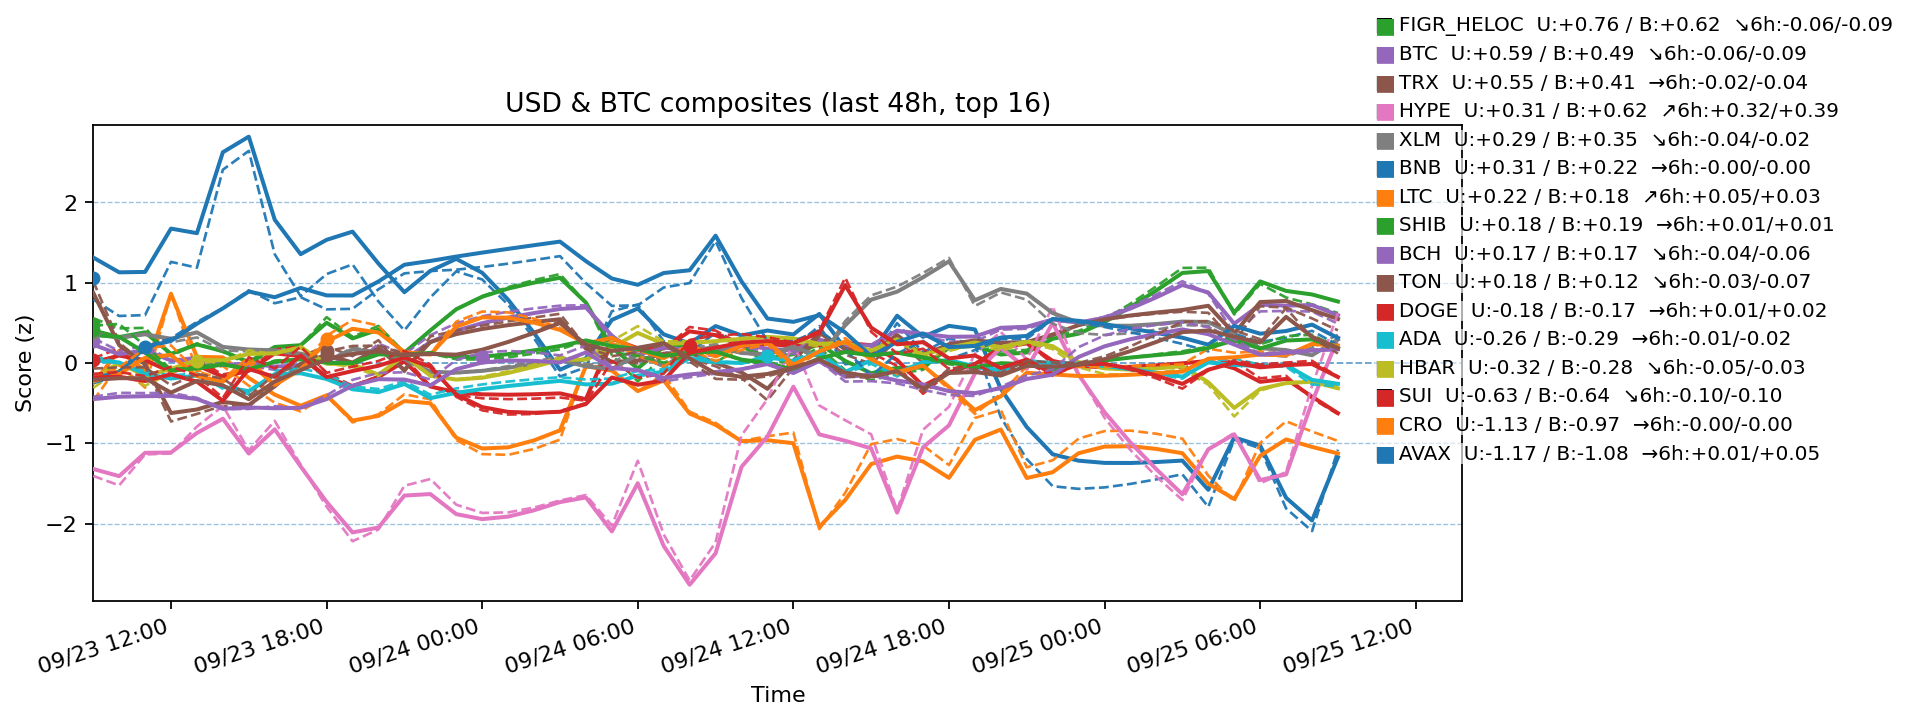 FIGR_HELOC  U:+0.76 / B:+0.62  ↘6h:-0.06/-0.09
BTC  U:+0.59 / B:+0.49  ↘6h:-0.06/-0.09
TRX  U:+0.55 / B:+0.41  →6h:-0.02/-0.04
HYPE  U:+0.31 / B:+0.62  ↗6h:+0.32/+0.39
XLM  U:+0.29 / B:+0.35  ↘6h:-0.04/-0.02
BNB  U:+0.31 / B:+0.22  →6h:-0.00/-0.00
LTC  U:+0.22 / B:+0.18  ↗6h:+0.05/+0.03
SHIB  U:+0.18 / B:+0.19  →6h:+0.01/+0.01
BCH  U:+0.17 / B:+0.17  ↘6h:-0.04/-0.06
TON  U:+0.18 / B:+0.12  ↘6h:-0.03/-0.07
DOGE  U:-0.18 / B:-0.17  →6h:+0.01/+0.02
ADA  U:-0.26 / B:-0.29  →6h:-0.01/-0.02
HBAR  U:-0.32 / B:-0.28  ↘6h:-0.05/-0.03
SUI  U:-0.63 / B:-0.64  ↘6h:-0.10/-0.10
CRO  U:-1.13 / B:-0.97  →6h:-0.00/-0.00
AVAX  U:-1.17 / B:-1.08  →6h:+0.01/+0.05
USD & BTC composites (last 48h, top 16)
Score (z)
2
1
0
−1
−2
09/23 12:00
09/23 18:00
09/24 00:00
09/24 06:00
09/24 12:00
09/24 18:00
09/25 00:00
09/25 06:00
09/25 12:00
Time